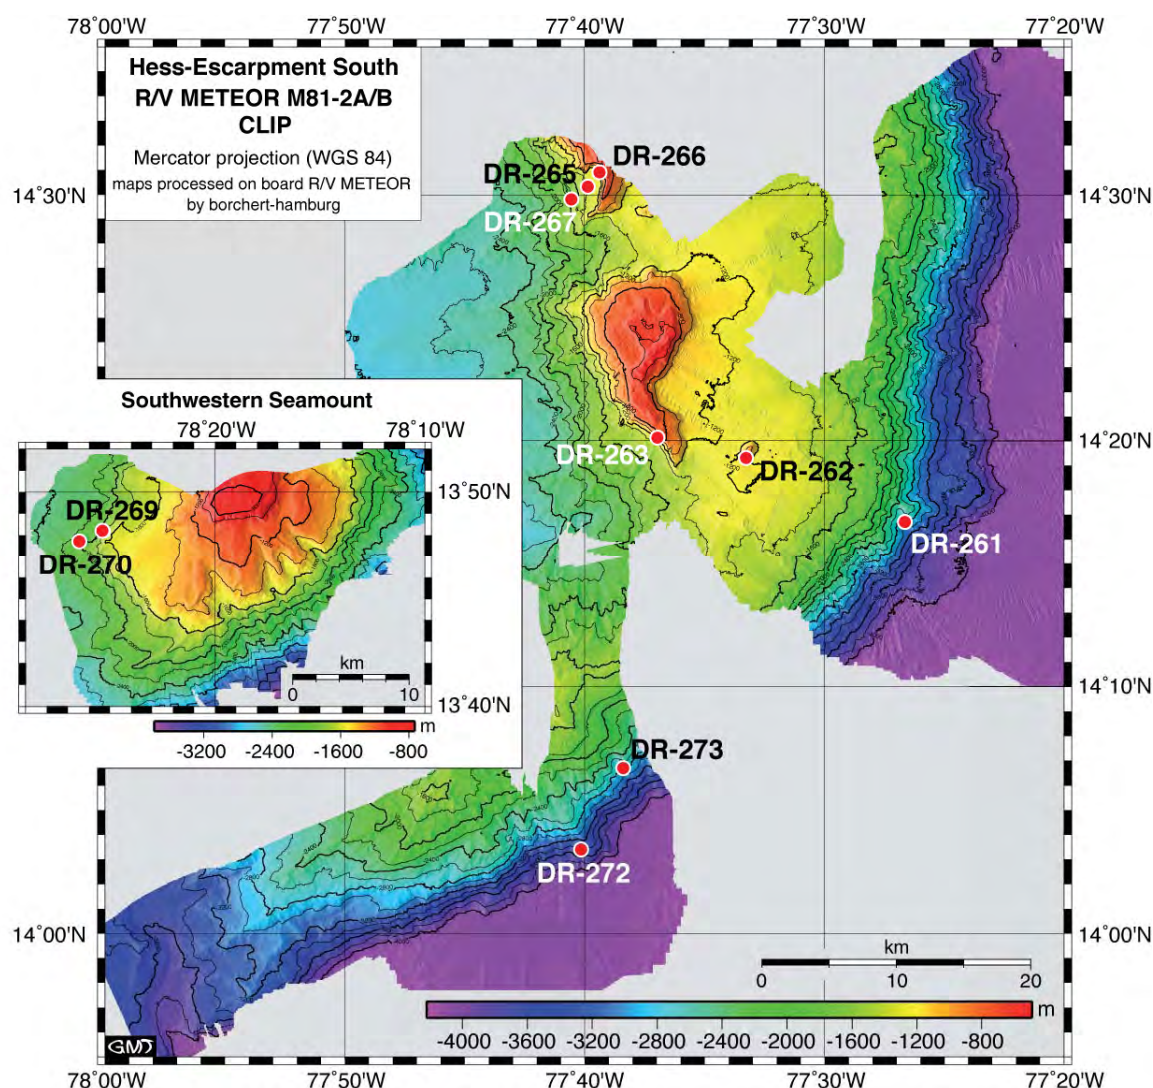 78°00'W 77°50'W 77°40'W 77°30'W 77°20'W
Hess-Escarpment South
R/V METEOR M81-2A/B
CLIP
Mercator projection (WGS 84)
maps processed on board R/V METEOR
by borchert-hamburg
DR-266
DR-265
14°30'N 14°30'N
DR-267
Southwestern Seamount
78°20'W 78°10'W
14°20'N
DR-263
DR-262
-1200
13°50'N
DR-269
DR-261
DR-270
km
0 10
14°10'N
13°40'N
m
-3200 -2400 -1600 -800
DR-273
DR-272
14°00'N 14°00'N
km
0 10 20
m
-4000 -3600 -3200 -2800 -2400 -2000 -1600 -1200 -800
GMT
78°00'W 77°50'W 77°40'W 77°30'W 77°20'W